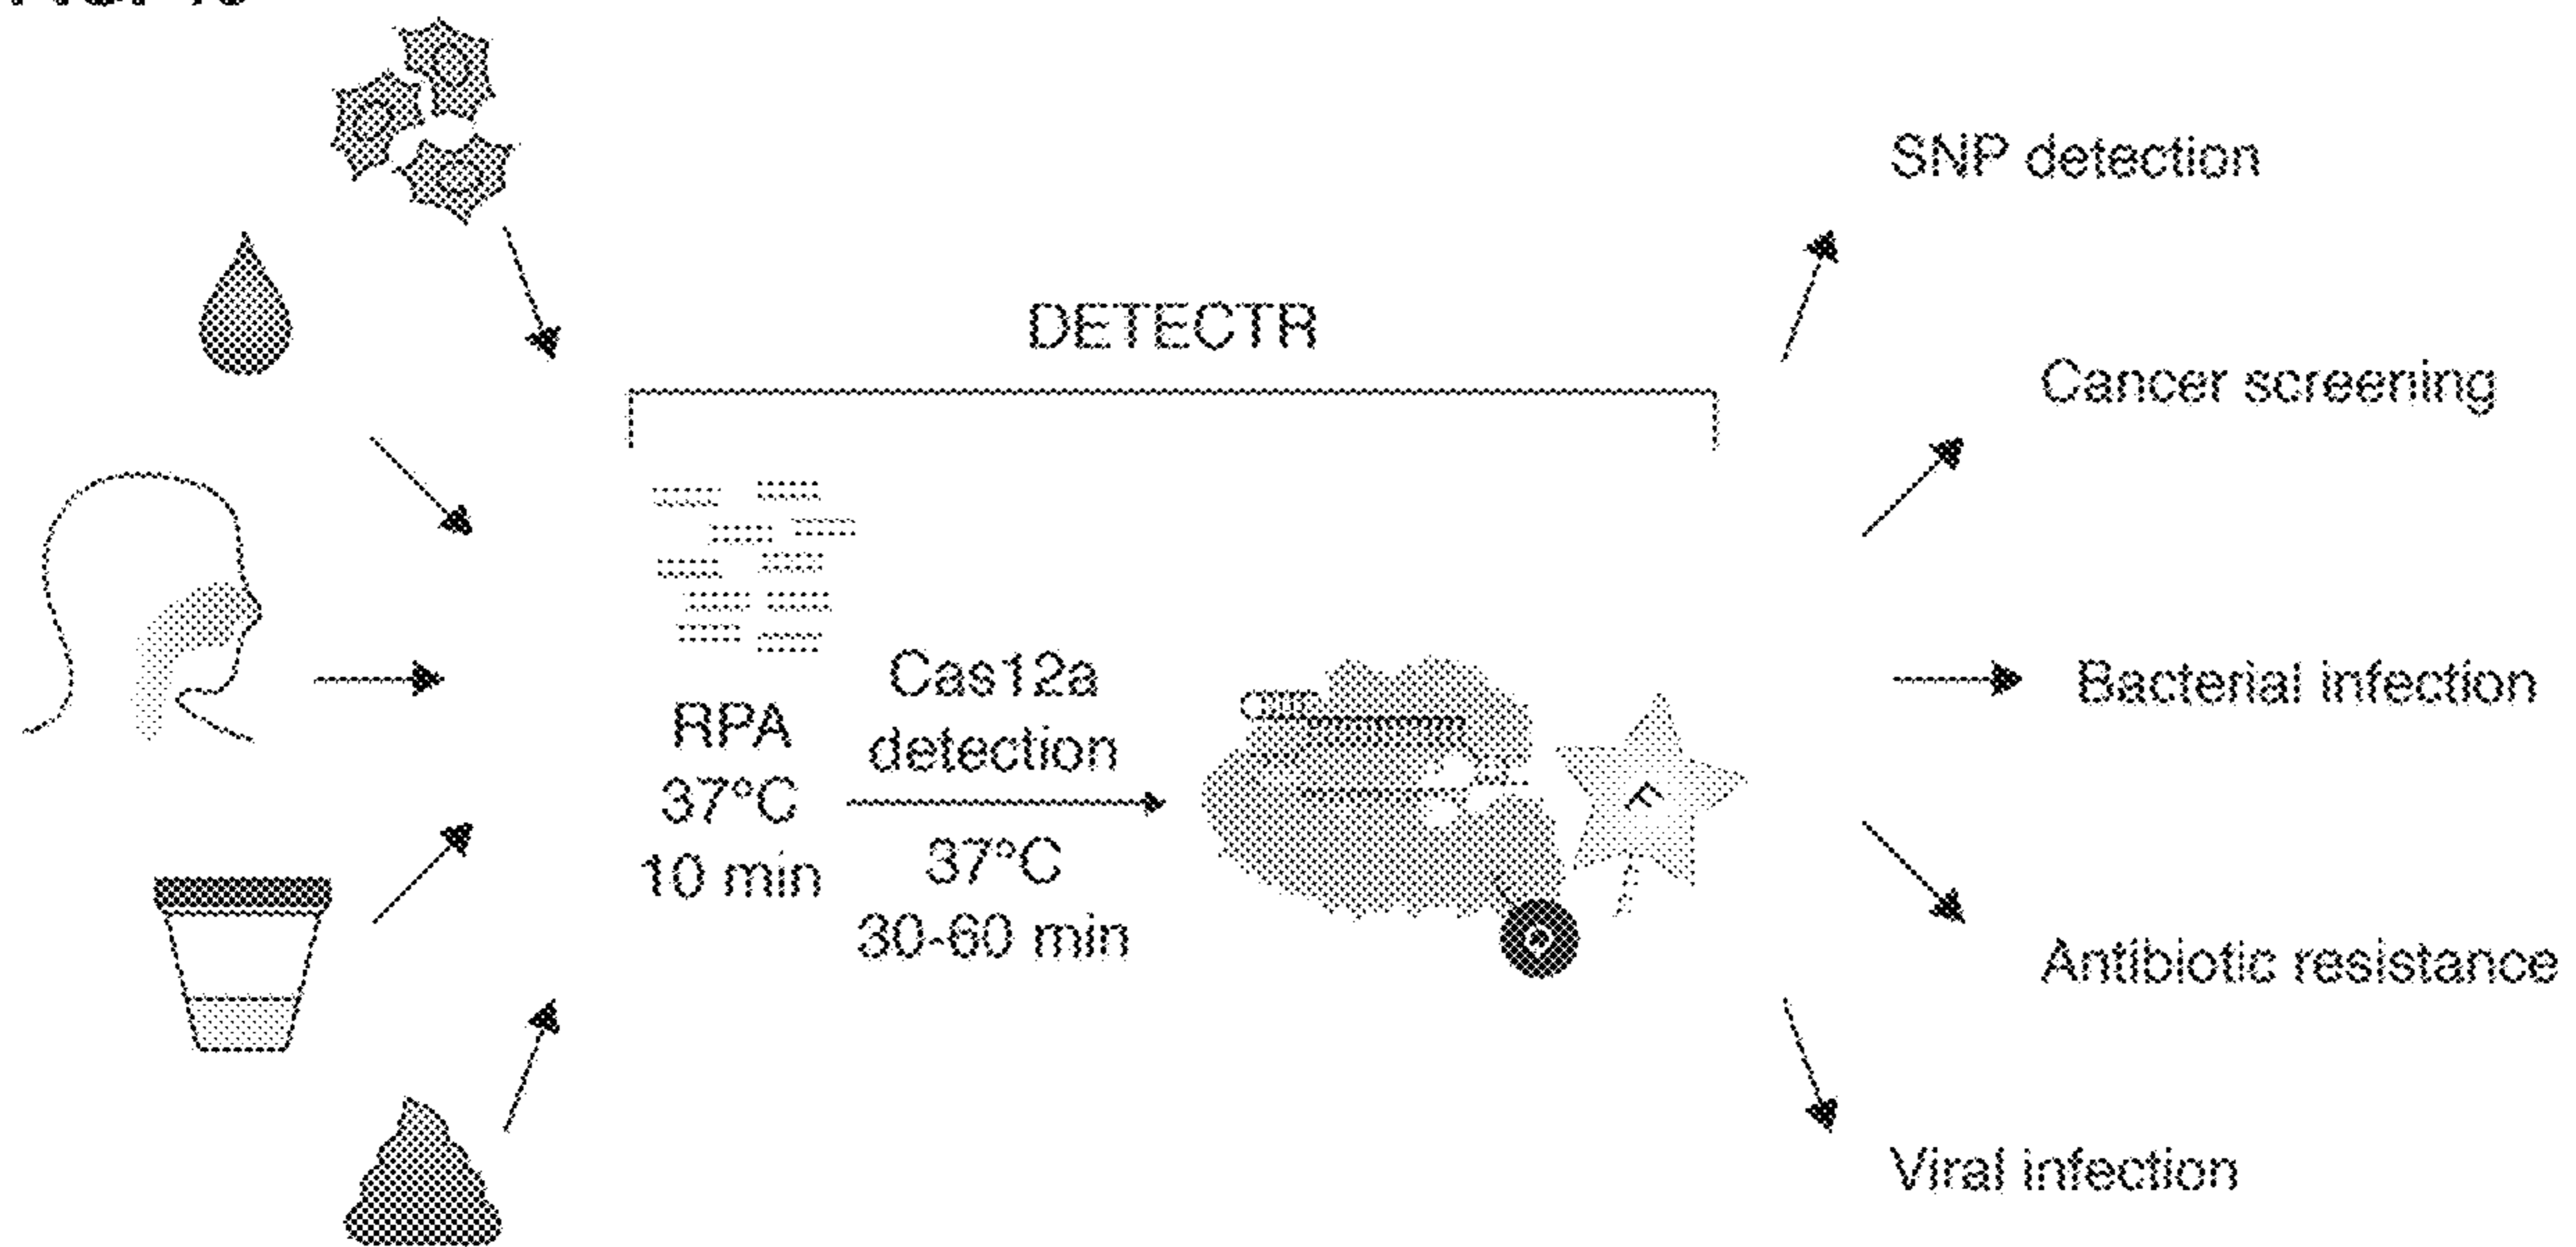 DETECTR
RPA
37°C
10 min
Cas12a
detection
37°C
30-60 min
F
Q
SNP detection
Cancer screening
Bacterial infection
Antibiotic resistance
Viral infection